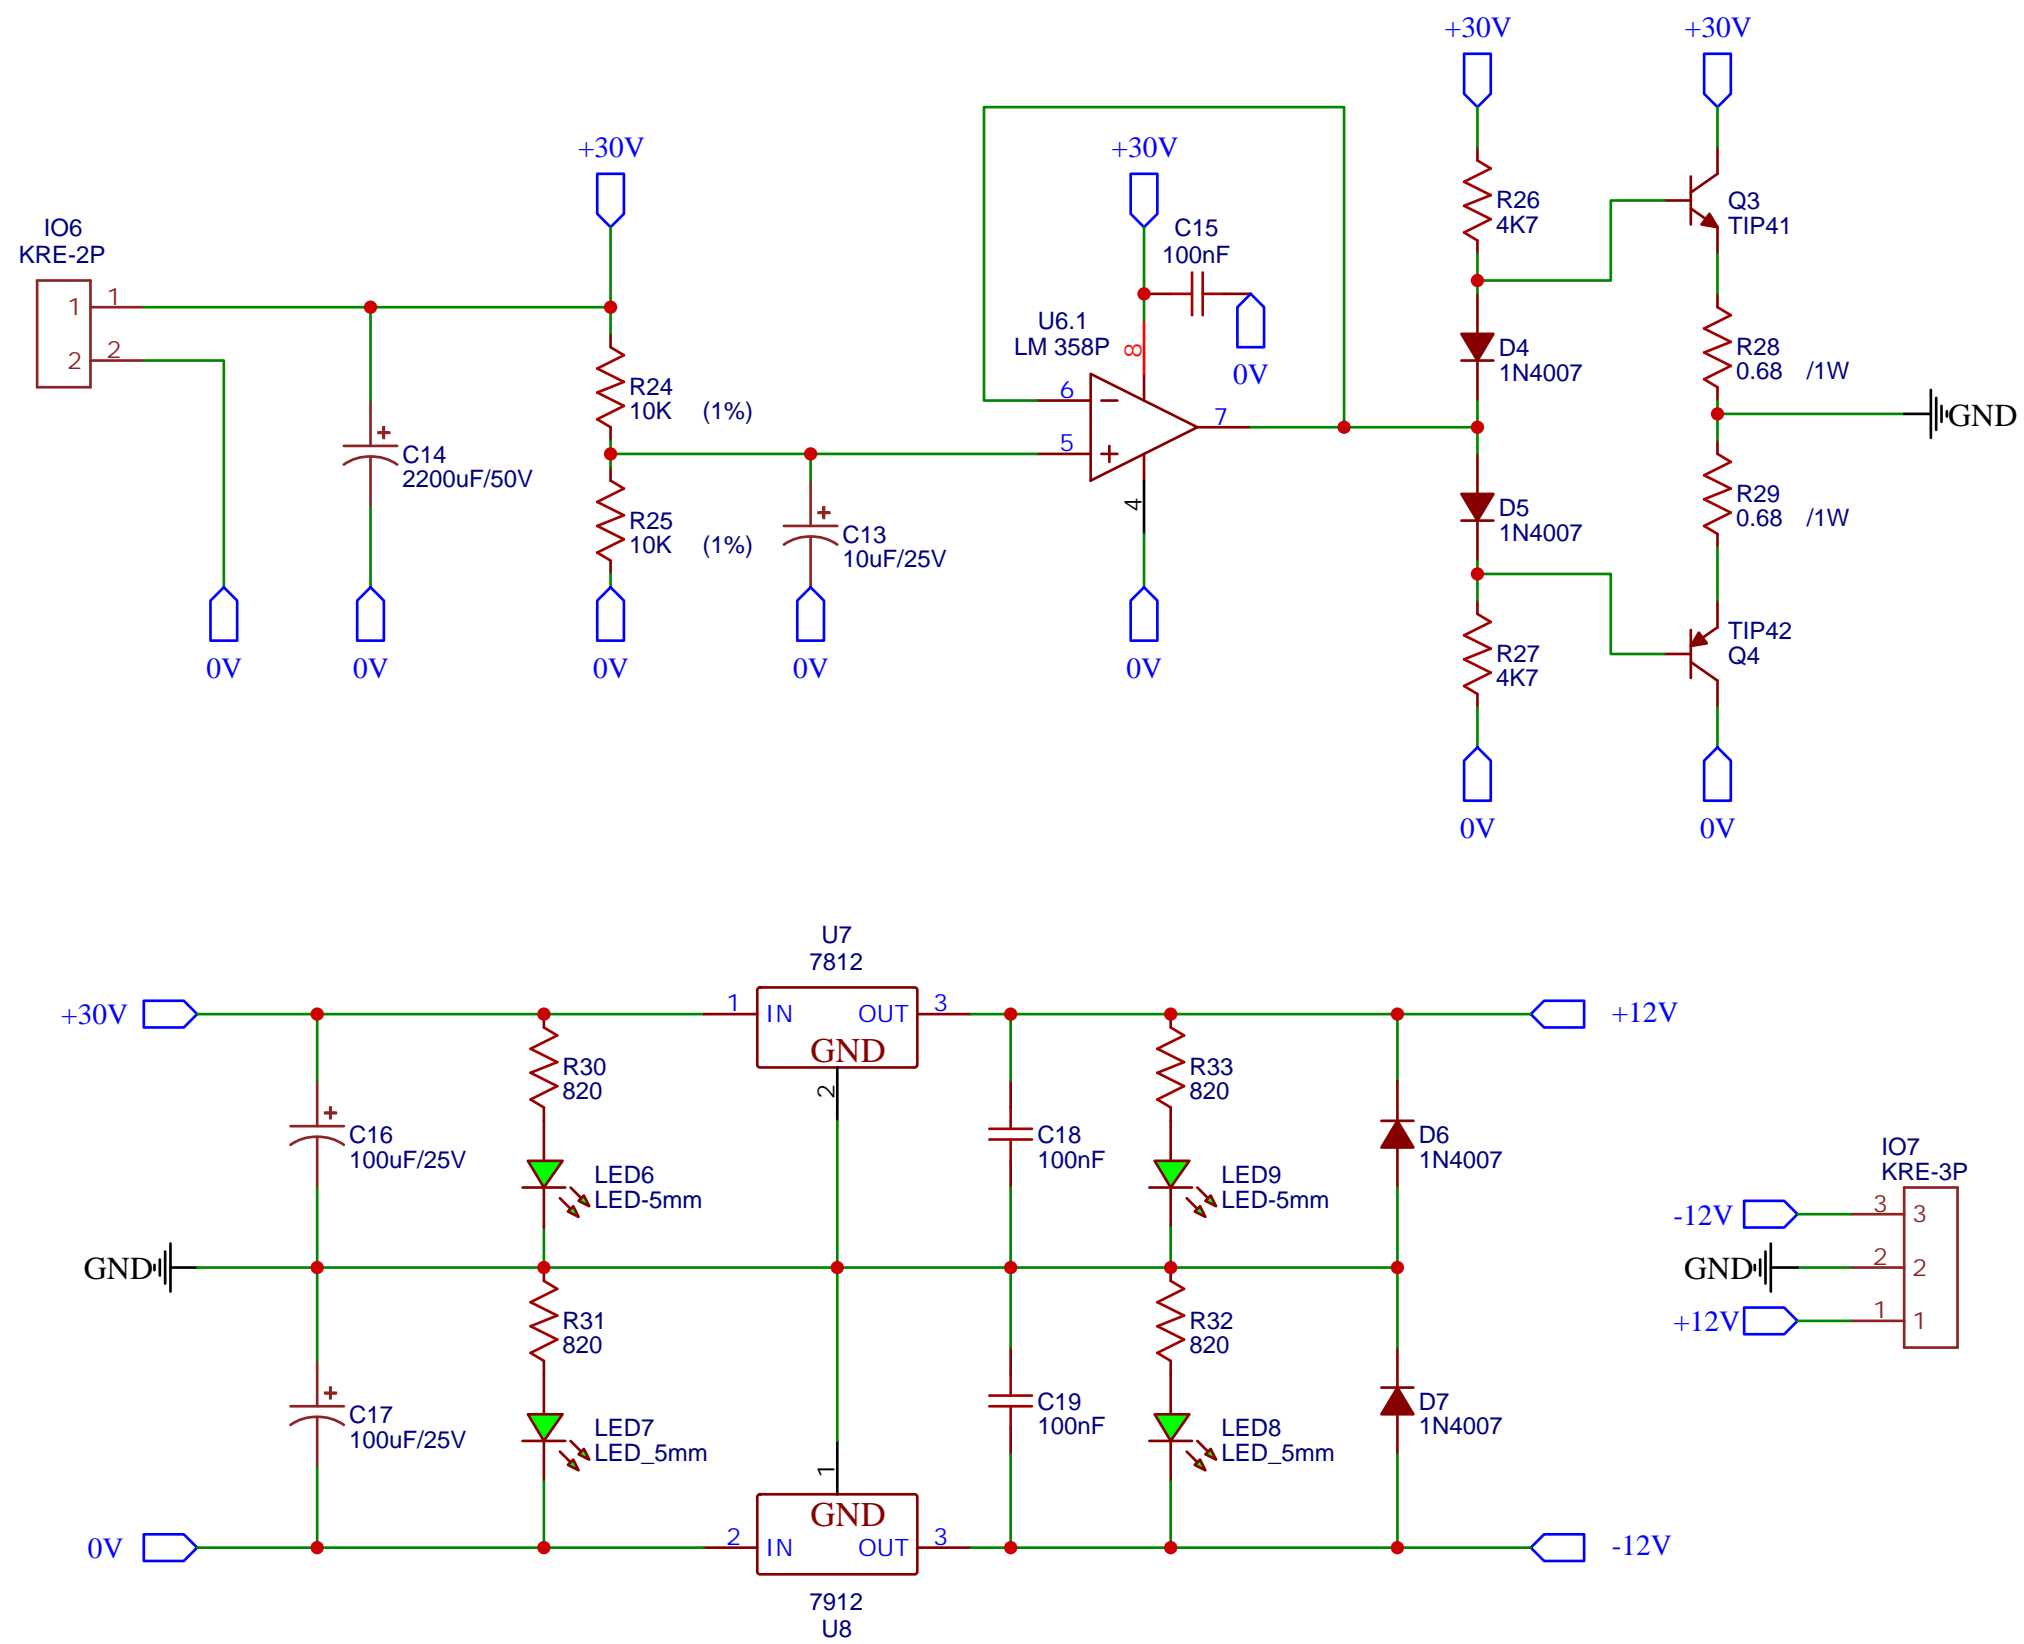 +30V
+30V
+30V
+30V
IO6
KRE-2P
1
1
2
2
C14
2200uF/50V
R24
10K (1%)
R25
10K (1%)
C13
10uF/25V
C15
100nF
0V
U6.1
LM 358P
8
6
5
7
4
R26
4K7
D4
1N4007
D5
1N4007
R27
4K7
Q3
TIP41
R28
0.68 /1W
GND
R29
0.68 /1W
TIP42
Q4
0V
0V
0V
0V
0V
0V
0V
U7
7812
+30V
1
IN
OUT
3
GND
2
+12V
R30
820
R33
820
C16
100uF/25V
LED6
LED-5mm
C18
100nF
LED9
LED-5mm
D6
1N4007
GND
R31
820
R32
820
C17
100uF/25V
LED7
LED_5mm
C19
100nF
LED8
LED_5mm
D7
1N4007
1
GND
0V
2
IN
OUT
3
-12V
7912
U8
IO7
KRE-3P
-12V
3
3
GND
2
2
+12V
1
1